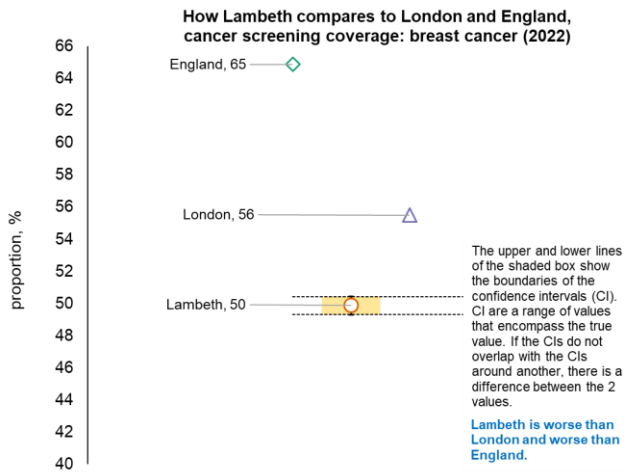 How Lambeth compares to London and England,
cancer screening coverage: breast cancer (2022)
66
64
62
60
58
56
54
52
50
48
46
44
42
40
proportion, %
England, 65
London, 56
Lambeth, 50
The upper and lower lines
of the shaded box show
the boundaries of the
confidence intervals (CI).
CI are a range of values
that encompass the true
value. If the CIs do not
overlap with the CIs
around another, there is a
difference between the 2
values.
Lambeth is worse than
London and worse than
England.